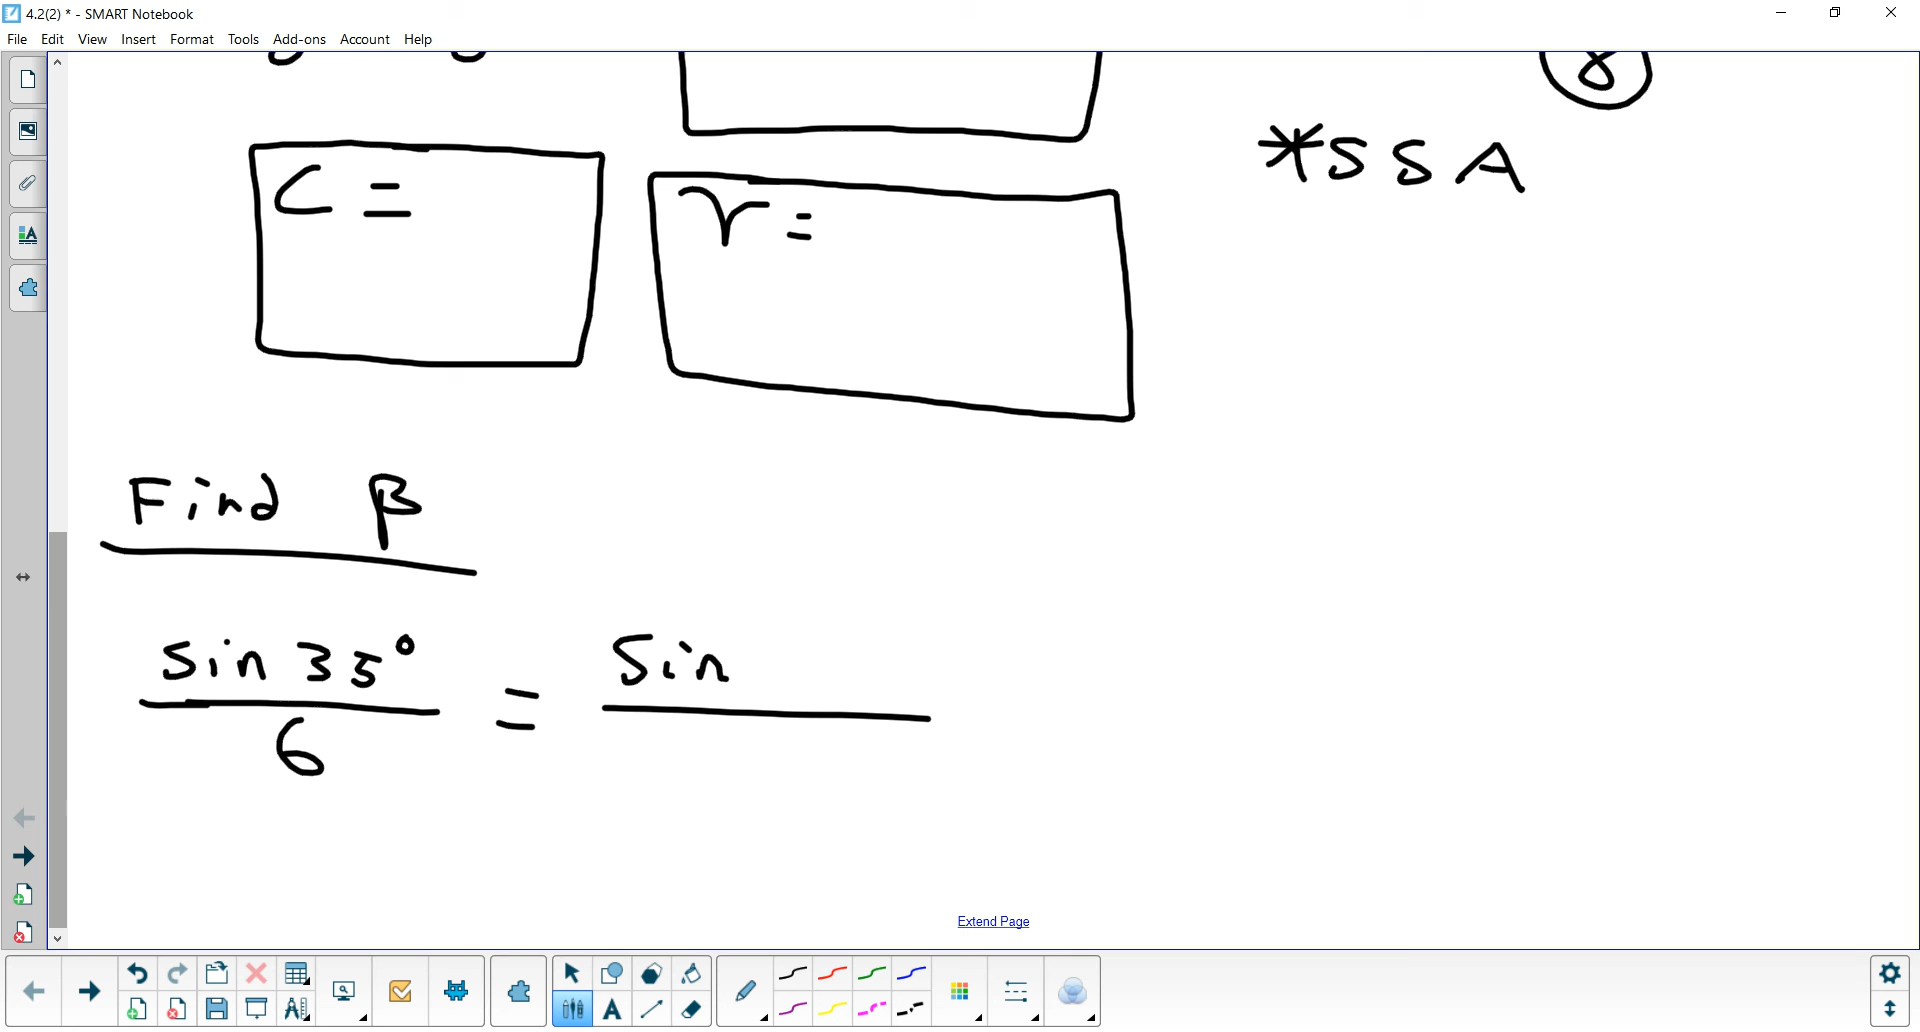 4.2(2) * - SMART Notebook
File Edit View Insert Format Tools Add-ons Account Help
8
*SSA
C =
γ =
Find β
sin 35° = sin
6
Extend Page